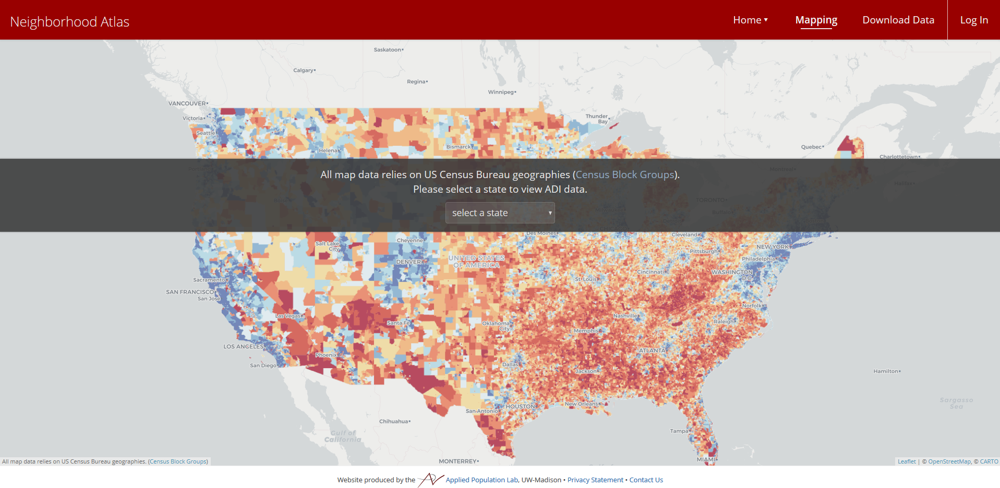 Neighborhood Atlas
Home ▾
Mapping
Download Data
Log In
Saskatoon
Calgary
Regina
Winnipeg
VANCOUVER
Victoria
Thunder
Bay
Seattle
Quebec
Helena
Bismarck
Charlottetown
Portland
Montreal
All map data relies on US Census Bureau geographies (Census Block Groups).
Halifax
Please select a state to view ADI data.
Boise
TORONTO
select a state ▾
Milwaukee
Buffalo
Detroit
CHICAGO
Des Moines
Cleveland
Salt Lake
City
Cheyenne
NEW YORK
Pittsburgh
DENVER
UNITED STATES
OF AMERICA
Philadelphia
Cincinnati
WASHINGTON
D.C.
Sacramento
St. Louis
SAN FRANCISCO
San Jose
Norfolk
Las Vegas
Nashville
Santa Fe
Oklahoma
City
Raleigh
Memphis
LOS ANGELES
ATLANTA
Phoenix
San Diego
Dallas
Jackson
Hamilton
Sargasso
Sea
New Orleans
HOUSTON
San Antonio
Chihuahua
Tampa
Gulf of
California
MONTERREY
MIAMI
All map data relies on US Census Bureau geographies. (Census Block Groups)
Leaflet | © OpenStreetMap, © CARTO
Website produced by the Applied Population Lab, UW-Madison • Privacy Statement • Contact Us